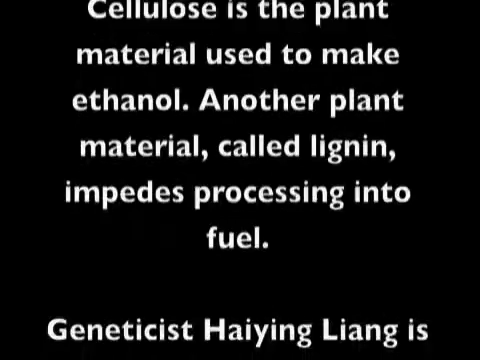 Cellulose is the plant
material used to make
ethanol. Another plant
material, called lignin,
impedes processing into
fuel.
Geneticist Haiying Liang is